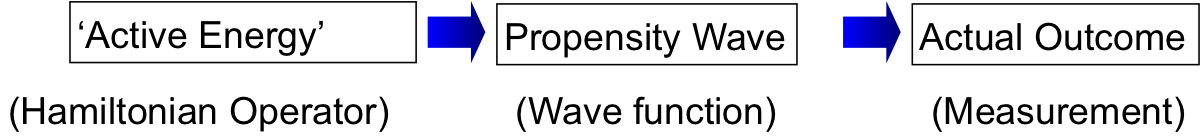 ‘Active Energy’ Propensity Wave Actual Outcome
(Hamiltonian Operator) (Wave function) (Measurement)